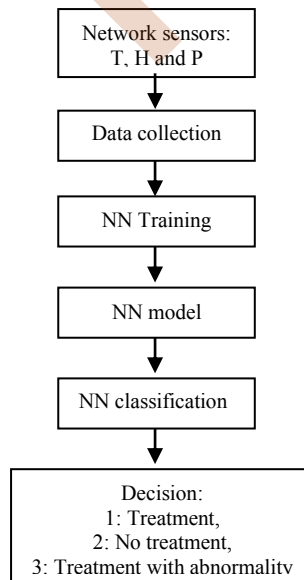 Network sensors:
T, H and P
Data collection
NN Training
NN model
NN classification
Decision:
1: Treatment,
2: No treatment,
3: Treatment with abnormality